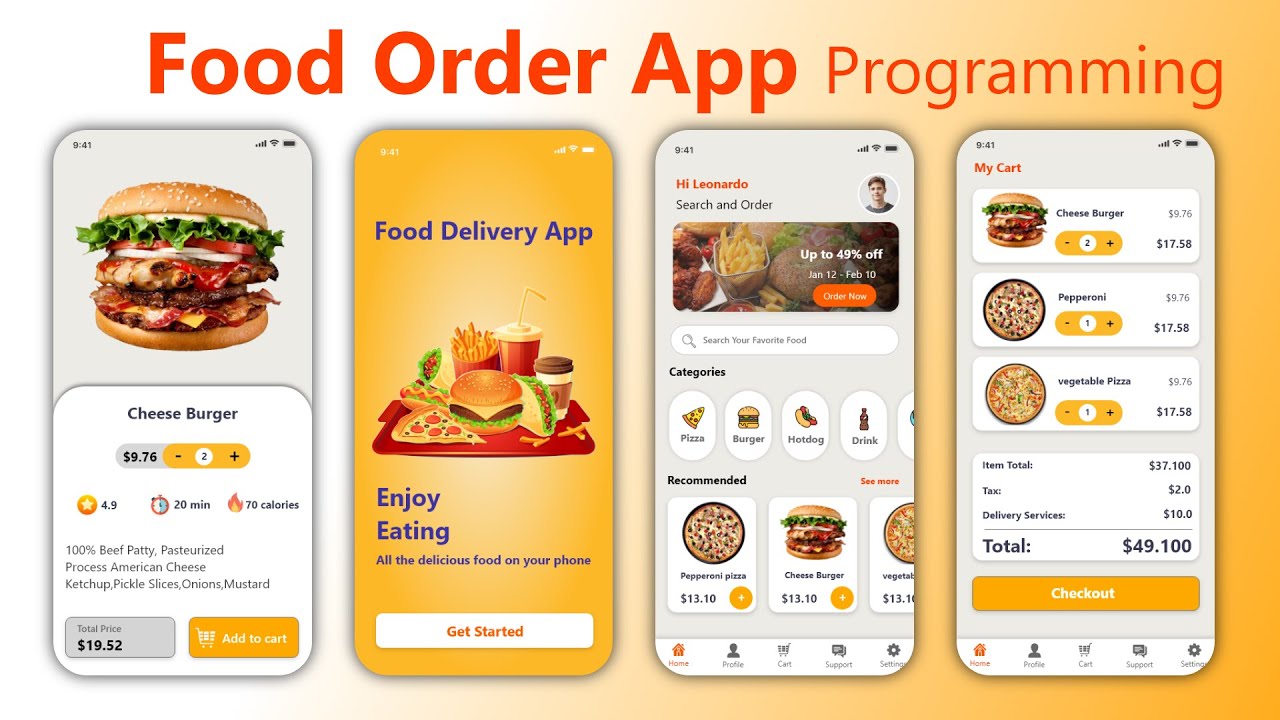 Food Order App Programming
9:41
Cheese Burger
$9.76 - 2 +
4.9 20 min 70 calories
100% Beef Patty, Pasteurized
Process American Cheese
Ketchup,Pickle Slices,Onions,Mustard
Total Price
$19.52
Add to cart
9:41
Food Delivery App
Enjoy
Eating
All the delicious food on your phone
Get Started
9:41
Hi Leonardo
Search and Order
Up to 49% off
Jan 12 - Feb 10
Order Now
Search Your Favorite Food
Categories
Pizza Burger Hotdog Drink
Recommended See more
Pepperoni pizza Cheese Burger vegetab
$13.10 + $13.10 + $13.10
Home Profile Cart Support Settings
9:41
My Cart
Cheese Burger $9.76
- 2 + $17.58
Pepperoni $9.76
- 1 + $17.58
vegetable Pizza $9.76
- 1 + $17.58
Item Total: $37.100
Tax: $2.0
Delivery Services: $10.0
Total: $49.100
Checkout
Home Profile Cart Support Settings